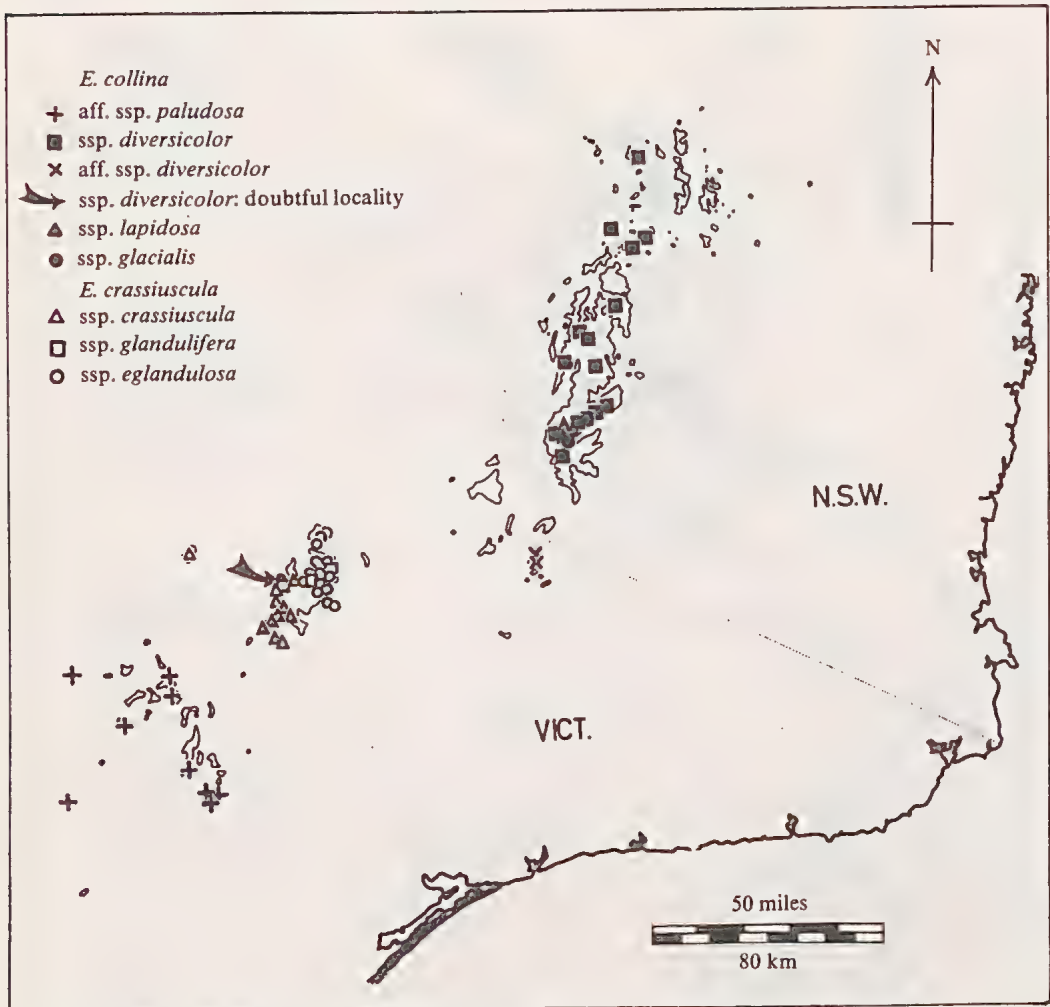 E. collina
aff. ssp. paludosa
ssp. diversicolor
aff. ssp. diversicolor
ssp. diversicolor: doubtful locality
ssp. lapidosa
ssp. glacialis
E. crassiuscula
ssp. crassiuscula
ssp. glandulifera
ssp. eglandulosa
N
N.S.W.
VICT.
50 miles
80 km